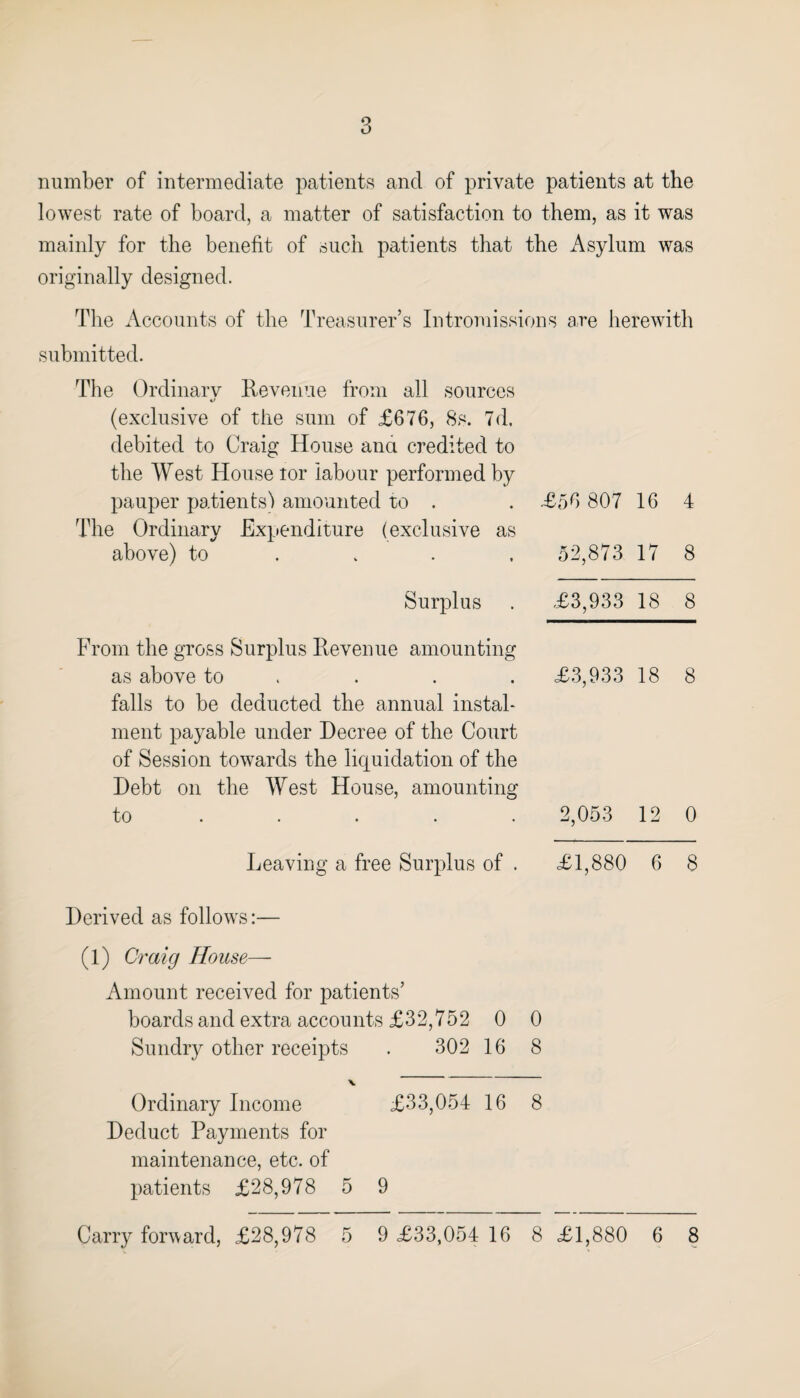 3
number of intermediate patients and of private patients at the
lowest rate of board, a matter of satisfaction to them, as it was
mainly for the benefit of such patients that the Asylum was
originally designed.
The Accounts of the Treasurer's Intromissions are herewith
submitted.
The Ordinary Revenue from all sources
(exclusive of the sum of £676, 8s. 7d.
debited to Craig House and credited to
the West House for labour performed by
pauper patients) amounted to . . £56 807 16 4
The Ordinary Expenditure (exclusive as
above) to . . . . 52,873 17 8
Surplus . £3,933 18 8
From the gross Surplus Revenue amounting
as above to . . . . £3,933 18 8
falls to be deducted the annual instal-
ment payable under Decree of the Court
of Session towards the liquidation of the
Debt on the West House, amounting
to . . . . . 2,053 12 0
Leaving a free Surplus of . £1,880 6 8
Derived as follows:—
(1) Craig House—
Amount received for patients'
boards and extra accounts £32,752 0 0
Sundry other receipts . 302 16 8
Ordinary Income £33,054 16 8
Deduct Payments for
maintenance, etc. of
patients £28,978 5 9
Carry forward, £28,978 5 9 £33,054 16 8 £1,880 6 8